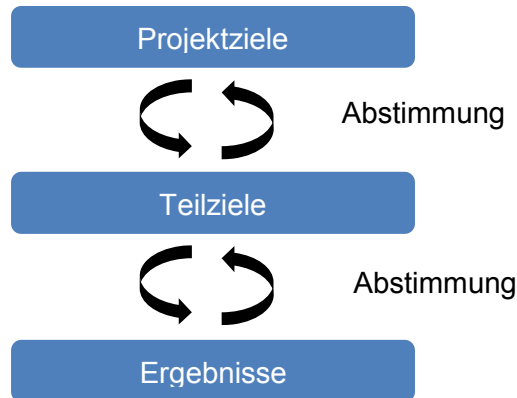 Projektziele
Abstimmung
Teilziele
Abstimmung
Ergebnisse